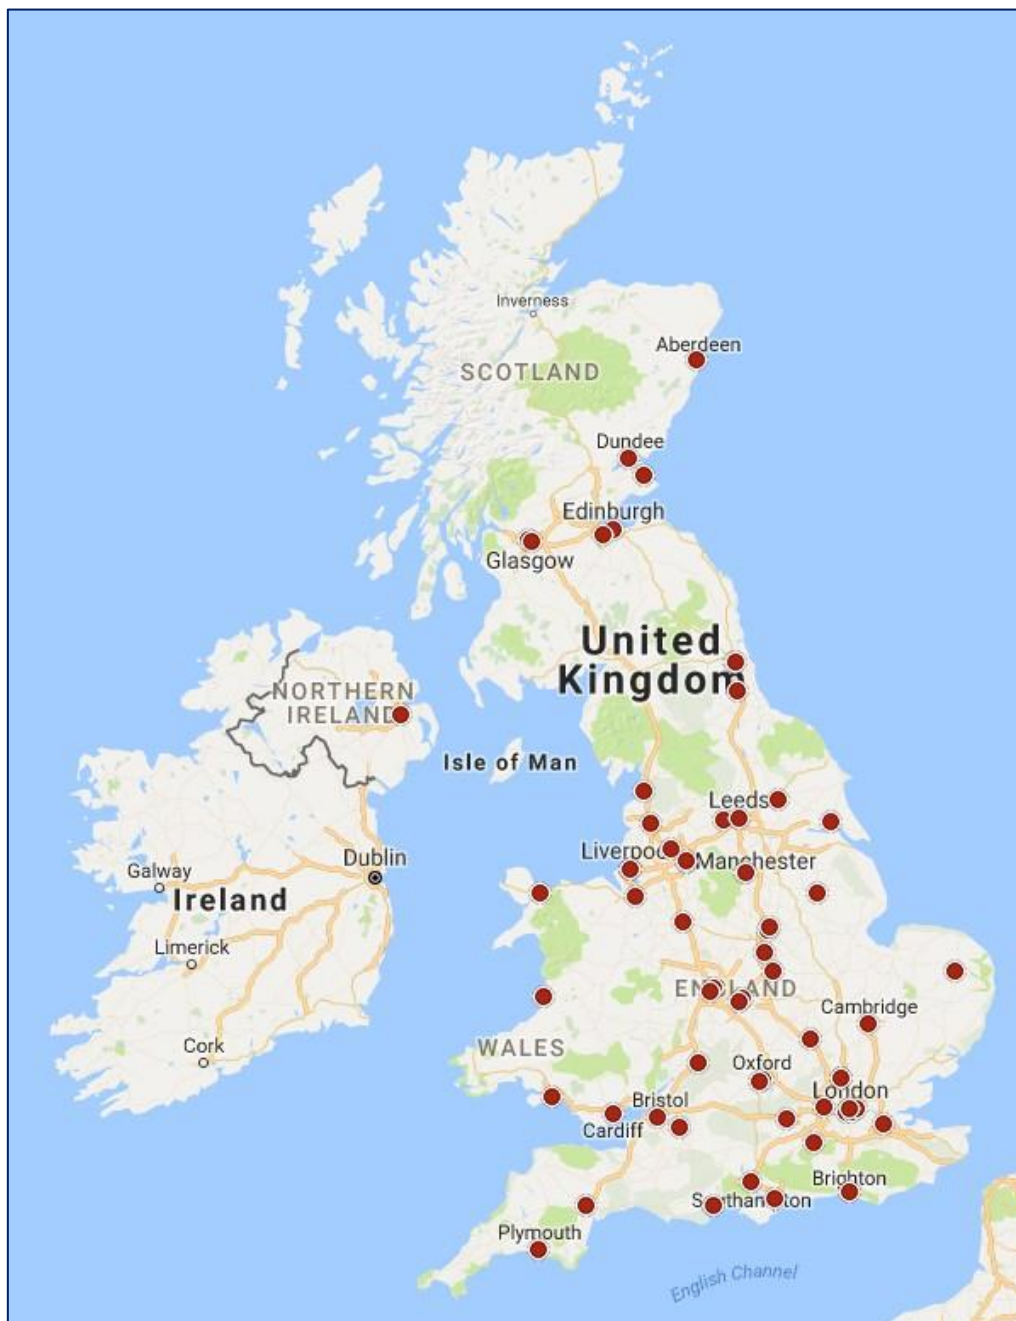 Inverness
Aberdeen
SCOTLAND
Dundee
Edinburgh
Glasgow
United
Kingdom
NORTHERN
IRELAND
Isle of Man
Leeds
Liverpoo
Manchester
Dublin
Galway
Ireland
Limerick
ENGLAND
Cambridge
Cork
WALES
Oxford
London
Bristol
Cardiff
Brighton
Southampton
Plymouth
English Channel